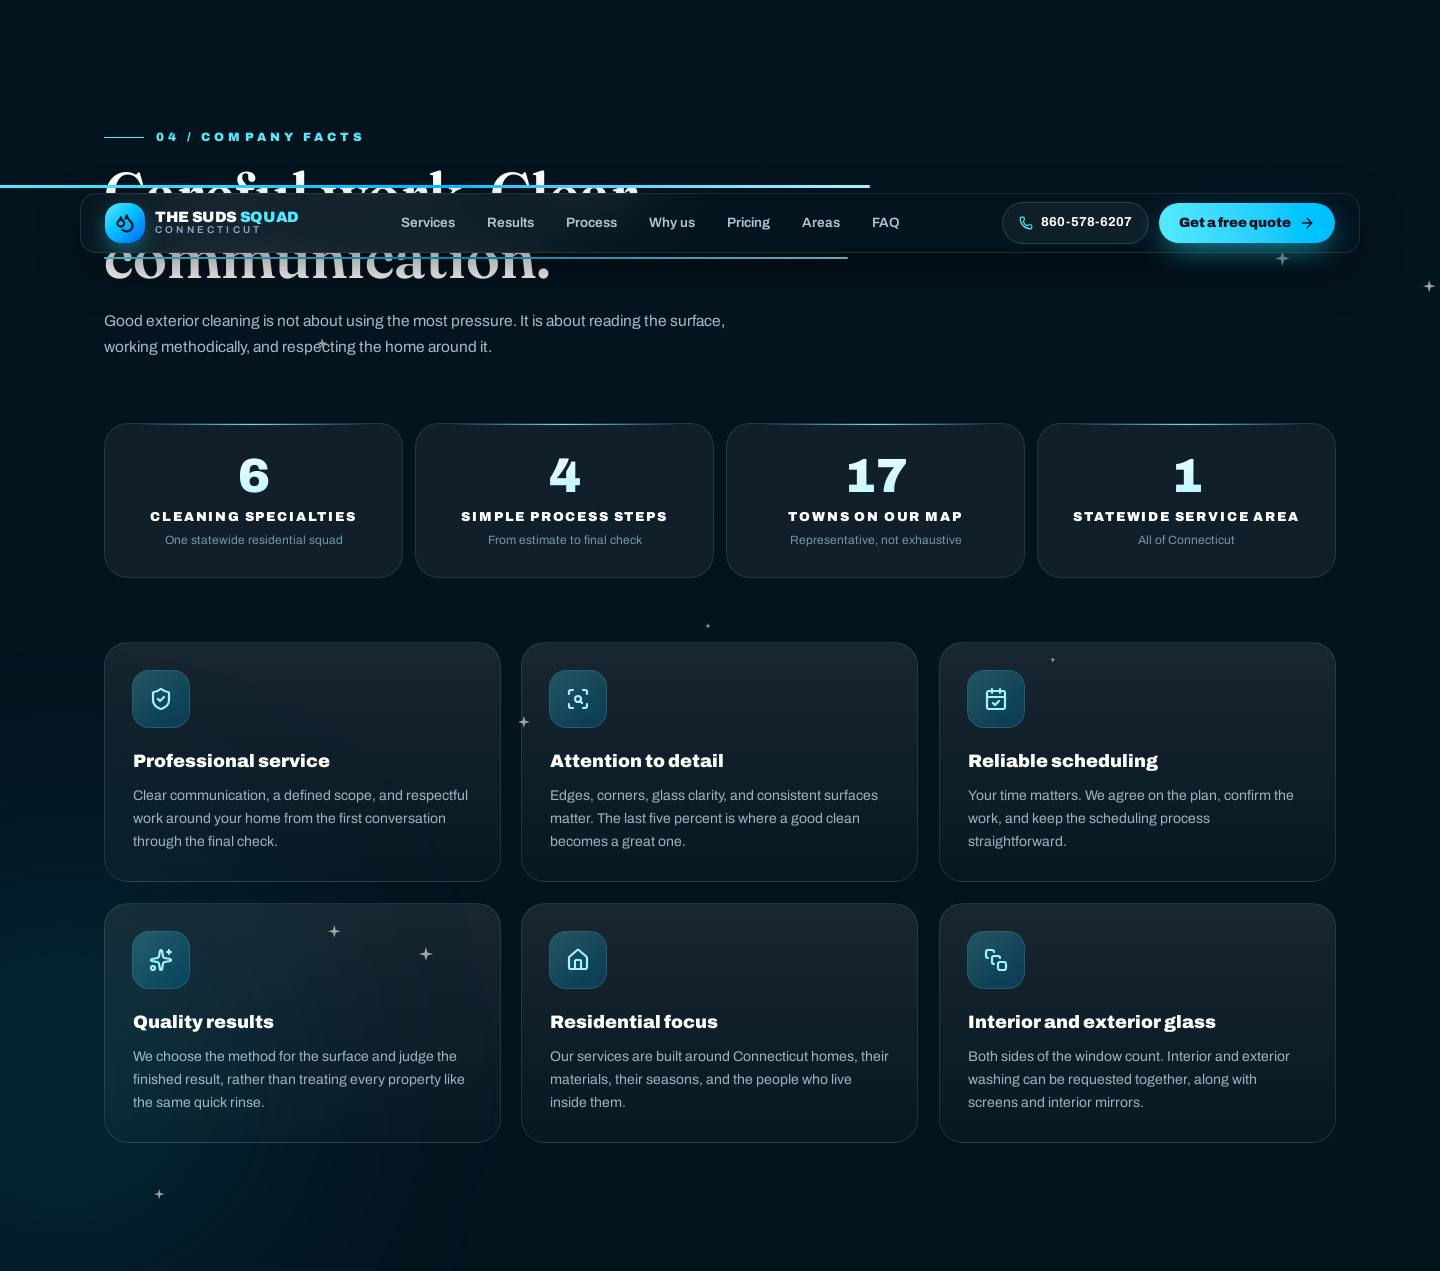 04 / COMPANY FACTS
Careful work. Clear
THE SUDS SQUAD
CONNECTICUT
Services
Results
Process
Why us
Pricing
Areas
FAQ
860-578-6207
Get a free quote
communication.
Good exterior cleaning is not about using the most pressure. It is about reading the surface,
working methodically, and respecting the home around it.
6
CLEANING SPECIALTIES
One statewide residential squad
4
SIMPLE PROCESS STEPS
From estimate to final check
17
TOWNS ON OUR MAP
Representative, not exhaustive
1
STATEWIDE SERVICE AREA
All of Connecticut
Professional service
Clear communication, a defined scope, and respectful
work around your home from the first conversation
through the final check.
Attention to detail
Edges, corners, glass clarity, and consistent surfaces
matter. The last five percent is where a good clean
becomes a great one.
Reliable scheduling
Your time matters. We agree on the plan, confirm the
work, and keep the scheduling process
straightforward.
Quality results
We choose the method for the surface and judge the
finished result, rather than treating every property like
the same quick rinse.
Residential focus
Our services are built around Connecticut homes, their
materials, their seasons, and the people who live
inside them.
Interior and exterior glass
Both sides of the window count. Interior and exterior
washing can be requested together, along with
screens and interior mirrors.